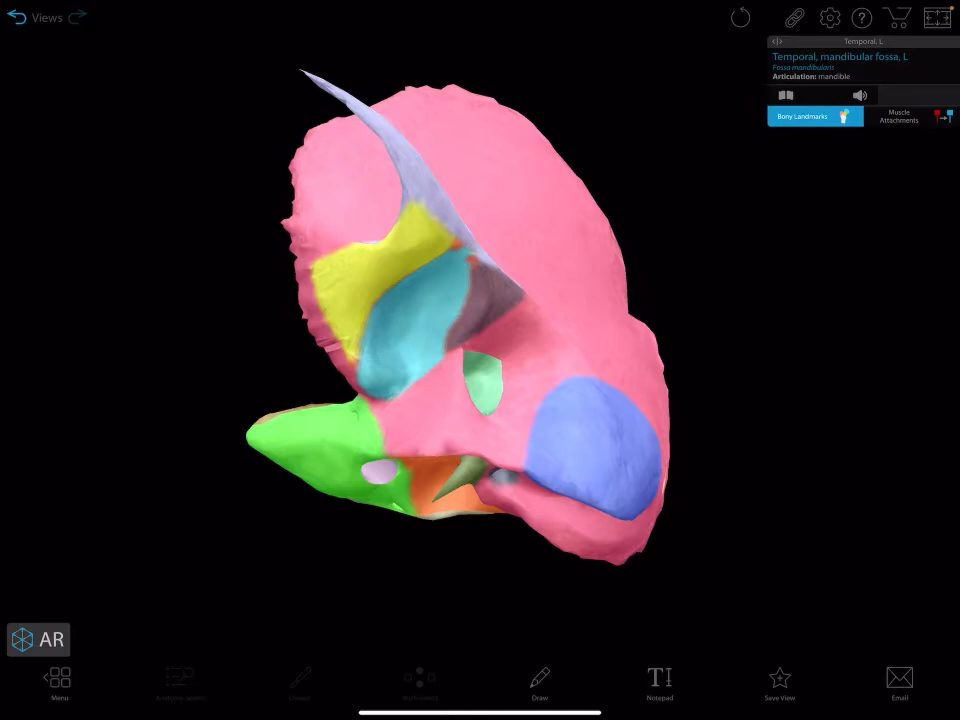 Views
Temporal, L
Temporal, mandibular fossa, L
Fossa mandibularis
Articulation: mandible
Bony Landmarks
Muscle
Attachments
AR
Menu
Draw
Notepad
Save View
Email